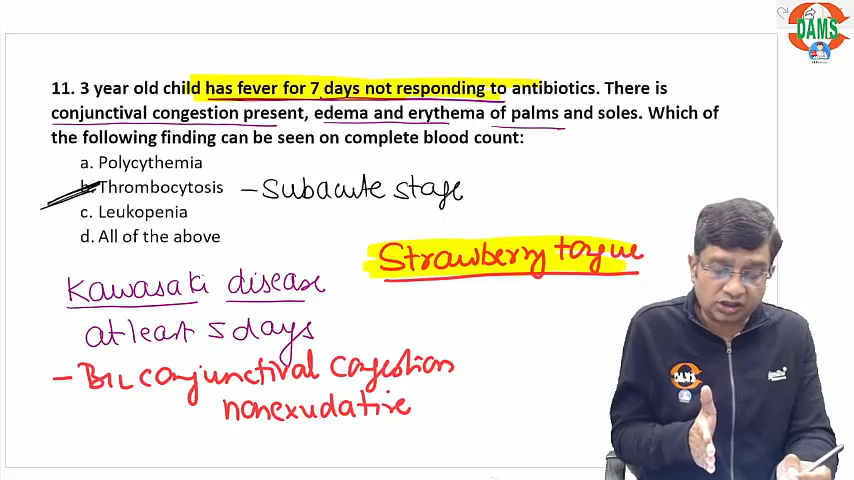 DAMS
11. 3 year old child has fever for 7 days not responding to antibiotics. There is
conjunctival congestion present, edema and erythema of palms and soles. Which of
the following finding can be seen on complete blood count:
a. Polycythemia
b. Thrombocytosis - Subacute stage
c. Leukopenia
d. All of the above
Strawberry tongue
Kawasaki disease
at least 5 days
- B/L conjunctival congestion
nonexudative